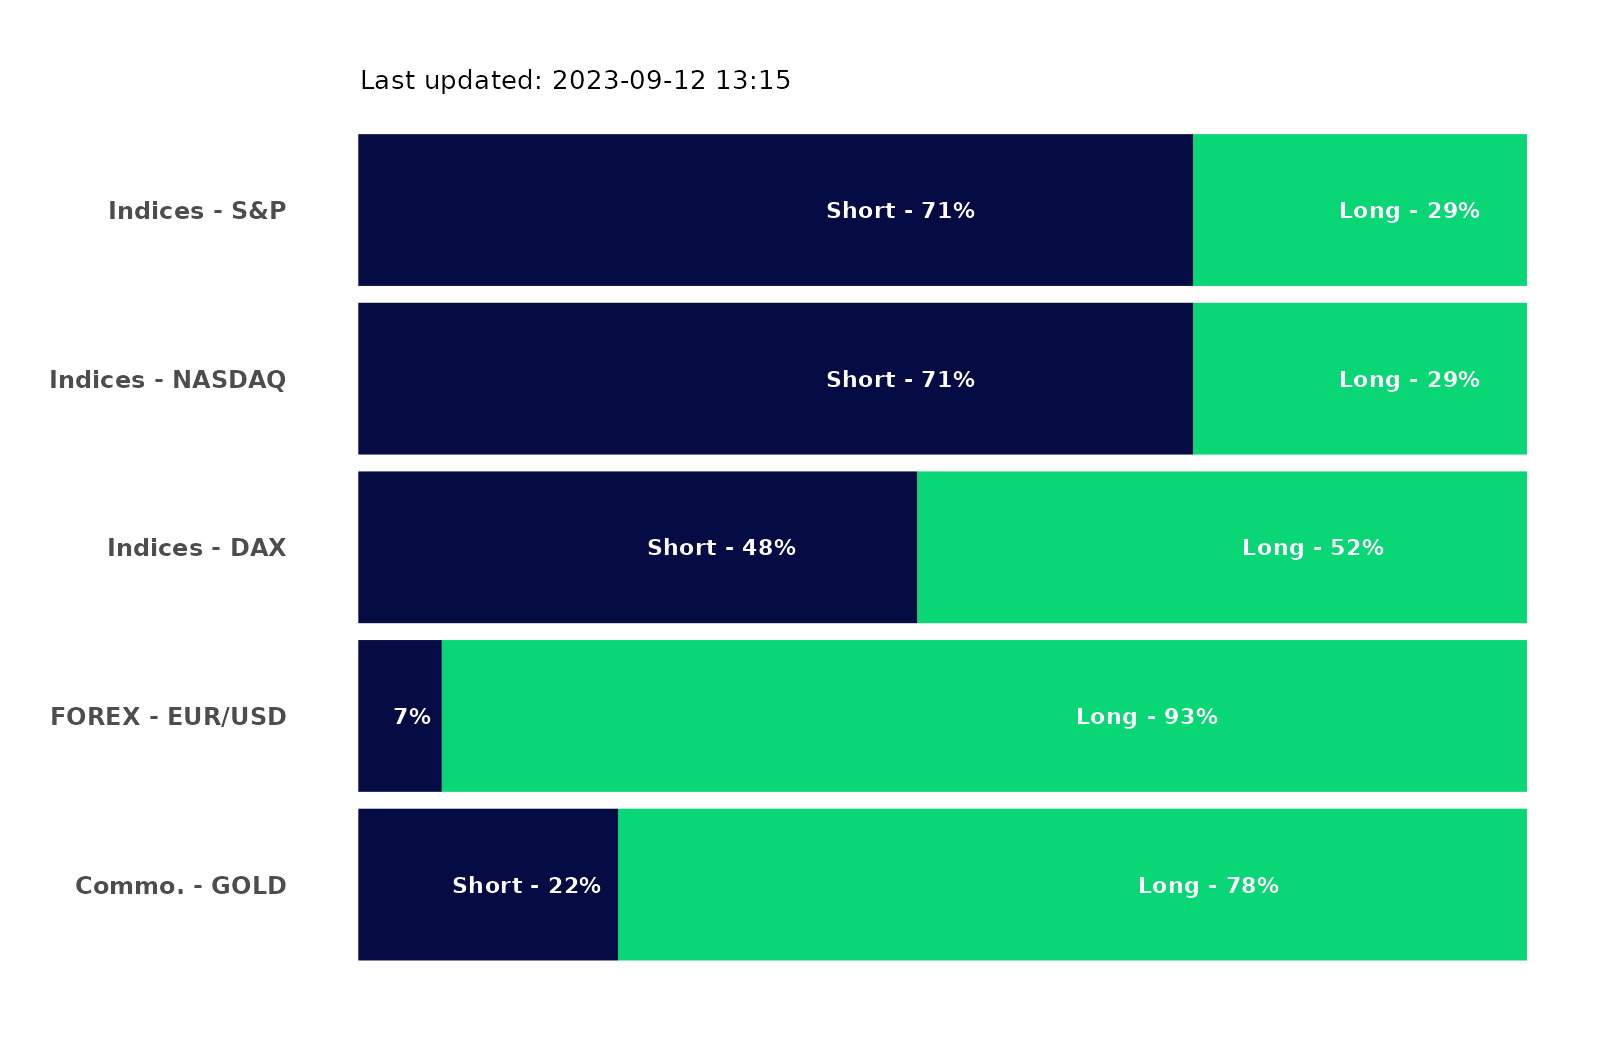 Last updated: 2023-09-12 13:15
Indices - S&P
Short - 71%
Long - 29%
Indices - NASDAQ
Short - 71%
Long - 29%
Indices - DAX
Short - 48%
Long - 52%
FOREX - EUR/USD
7%
Long - 93%
Commo. - GOLD
Short - 22%
Long - 78%